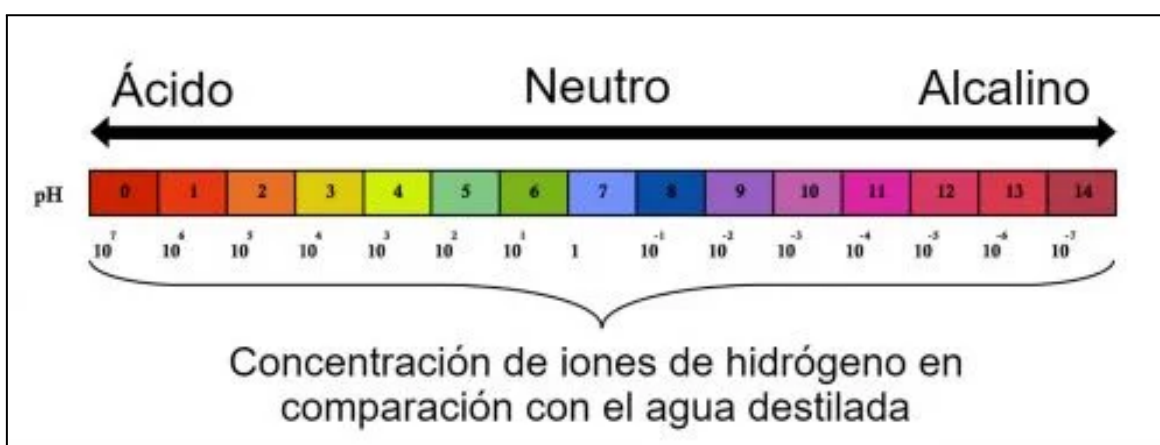 Ácido Neutro Alcalino
pH 0 1 2 3 4 5 6 7 8 9 10 11 12 13 14
10⁷ 10⁶ 10⁵ 10⁴ 10³ 10² 10¹ 1 10⁻¹ 10⁻² 10⁻³ 10⁻⁴ 10⁻⁵ 10⁻⁶ 10⁻⁷
Concentración de iones de hidrógeno en
comparación con el agua destilada